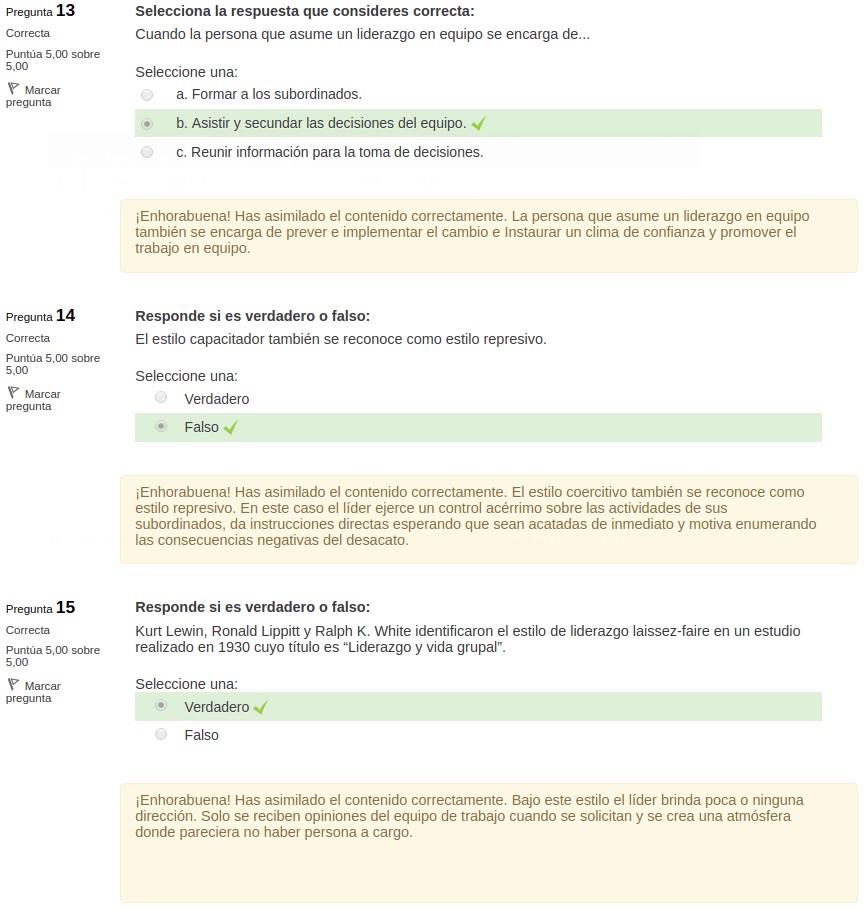 Pregunta 13
Correcta
Puntúa 5,00 sobre
5,00
Marcar
pregunta
Selecciona la respuesta que consideres correcta:
Cuando la persona que asume un liderazgo en equipo se encarga de...
Seleccione una:
a. Formar a los subordinados.
b. Asistir y secundar las decisiones del equipo.
c. Reunir información para la toma de decisiones.
¡Enhorabuena! Has asimilado el contenido correctamente. La persona que asume un liderazgo en equipo
también se encarga de prever e implementar el cambio e Instaurar un clima de confianza y promover el
trabajo en equipo.
Pregunta 14
Correcta
Puntúa 5,00 sobre
5,00
Marcar
pregunta
Responde si es verdadero o falso:
El estilo capacitador también se reconoce como estilo represivo.
Seleccione una:
Verdadero
Falso
¡Enhorabuena! Has asimilado el contenido correctamente. El estilo coercitivo también se reconoce como
estilo represivo. En este caso el líder ejerce un control acérrimo sobre las actividades de sus
subordinados, da instrucciones directas esperando que sean acatadas de inmediato y motiva enumerando
las consecuencias negativas del desacato.
Pregunta 15
Correcta
Puntúa 5,00 sobre
5,00
Marcar
pregunta
Responde si es verdadero o falso:
Kurt Lewin, Ronald Lippitt y Ralph K. White identificaron el estilo de liderazgo laissez-faire en un estudio
realizado en 1930 cuyo título es “Liderazgo y vida grupal”.
Seleccione una:
Verdadero
Falso
¡Enhorabuena! Has asimilado el contenido correctamente. Bajo este estilo el líder brinda poca o ninguna
dirección. Solo se reciben opiniones del equipo de trabajo cuando se solicitan y se crea una atmósfera
donde pareciera no haber persona a cargo.